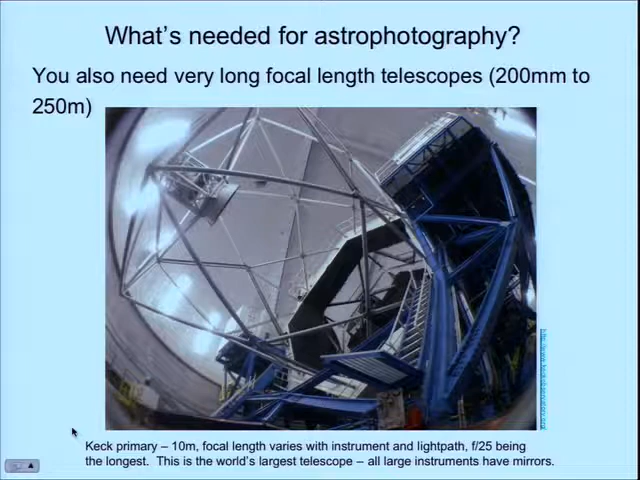 What's needed for astrophotography?
You also need very long focal length telescopes (200mm to
250m)
Keck primary – 10m, focal length varies with instrument and lightpath, f/25 being
the longest.  This is the world's largest telescope – all large instruments have mirrors.